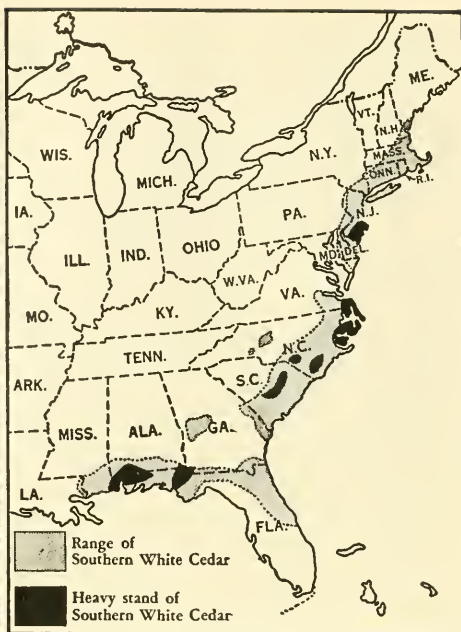 ME.
VT.
N.H.
WIS.
MASS.
N.Y.
MICH.
CONN.
R.I.
IA.
PA.
N.J.
ILL.
IND.
OHIO
MD.
DEL.
W.VA.
VA.
MO.
KY.
N.C.
TENN.
ARK.
S.C.
MISS.
ALA.
GA.
LA.
FLA.
Range of
Southern White Cedar
Heavy stand of
Southern White Cedar